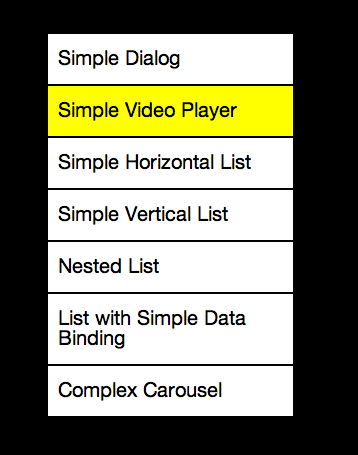 Simple Dialog
Simple Video Player
Simple Horizontal List
Simple Vertical List
Nested List
List with Simple Data
Binding
Complex Carousel